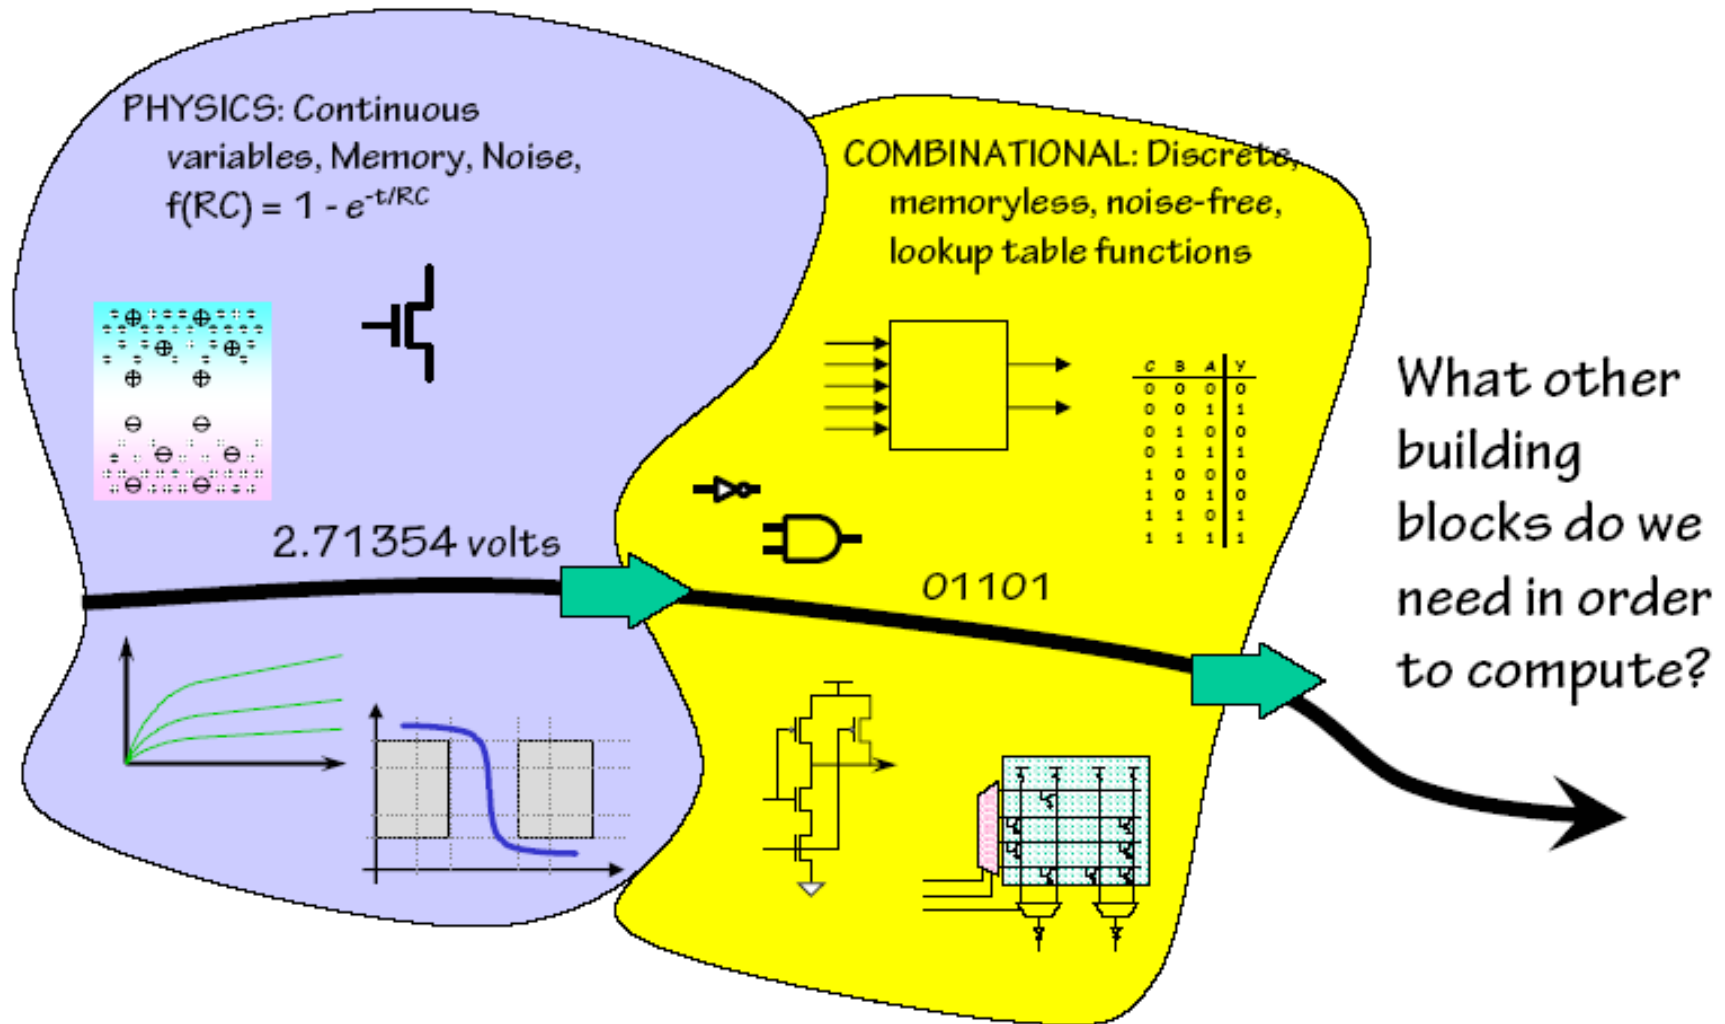 PHYSICS: Continuous
variables, Memory, Noise,
f(RC) = 1 - e^-t/RC
COMBINATIONAL: Discrete,
memoryless, noise-free,
lookup table functions
C B A Y
0 0 0 0
0 0 1 1
0 1 0 0
0 1 1 1
1 0 0 0
1 0 1 0
1 1 0 1
1 1 1 1
2.71354 volts
01101
What other
building
blocks do we
need in order
to compute?